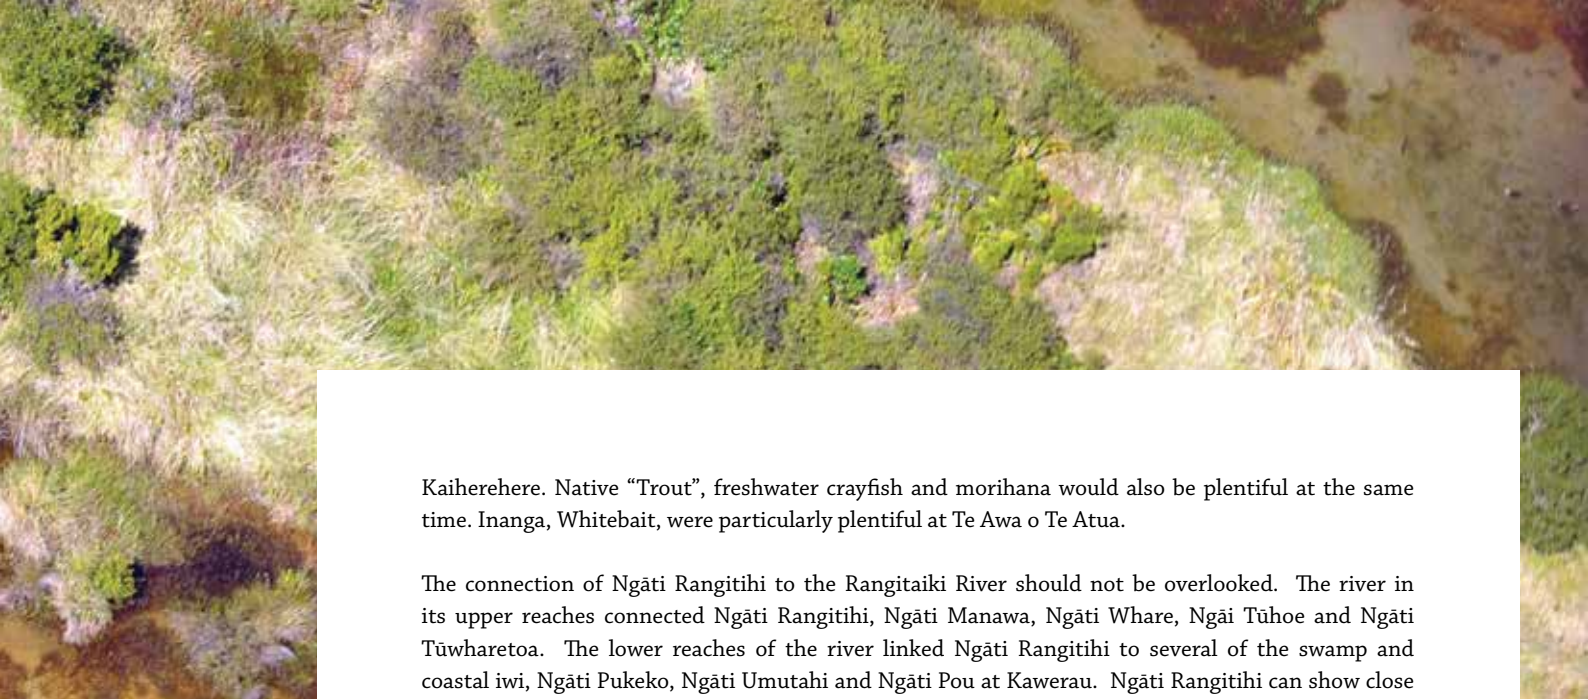 Kaiherehere. Native “Trout”, freshwater crayfish and morihana would also be plentiful at the same
time. Inanga, Whitebait, were particularly plentiful at Te Awa o Te Atua.
The connection of Ngāti Rangitihi to the Rangitaiki River should not be overlooked. The river in
its upper reaches connected Ngāti Rangitihi, Ngāti Manawa, Ngāti Whare, Ngāi Tūhoe and Ngāti
Tūwharetoa. The lower reaches of the river linked Ngāti Rangitihi to several of the swamp and
coastal iwi, Ngāti Pukeko, Ngāti Umutahi and Ngāti Pou at Kawerau. Ngāti Rangitihi can show close